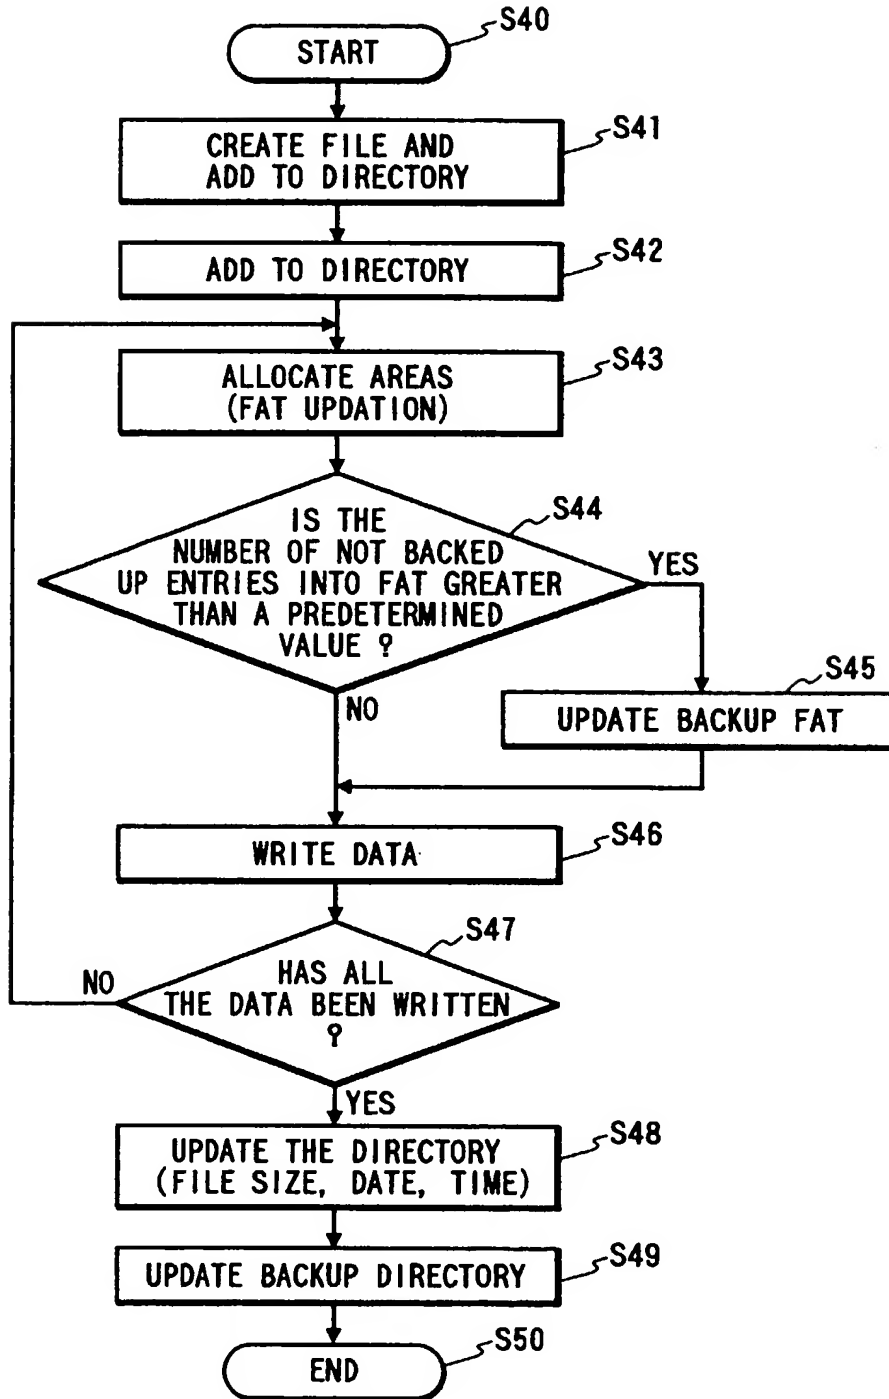 S40
START
S41
CREATE FILE AND
ADD TO DIRECTORY
S42
ADD TO DIRECTORY
S43
ALLOCATE AREAS
(FAT UPDATION)
S44
IS THE
NUMBER OF NOT BACKED
UP ENTRIES INTO FAT GREATER
THAN A PREDETERMINED
VALUE ?
YES
NO
S45
UPDATE BACKUP FAT
S46
WRITE DATA
S47
HAS ALL
THE DATA BEEN WRITTEN
?
NO
YES
S48
UPDATE THE DIRECTORY
(FILE SIZE, DATE, TIME)
S49
UPDATE BACKUP DIRECTORY
S50
END